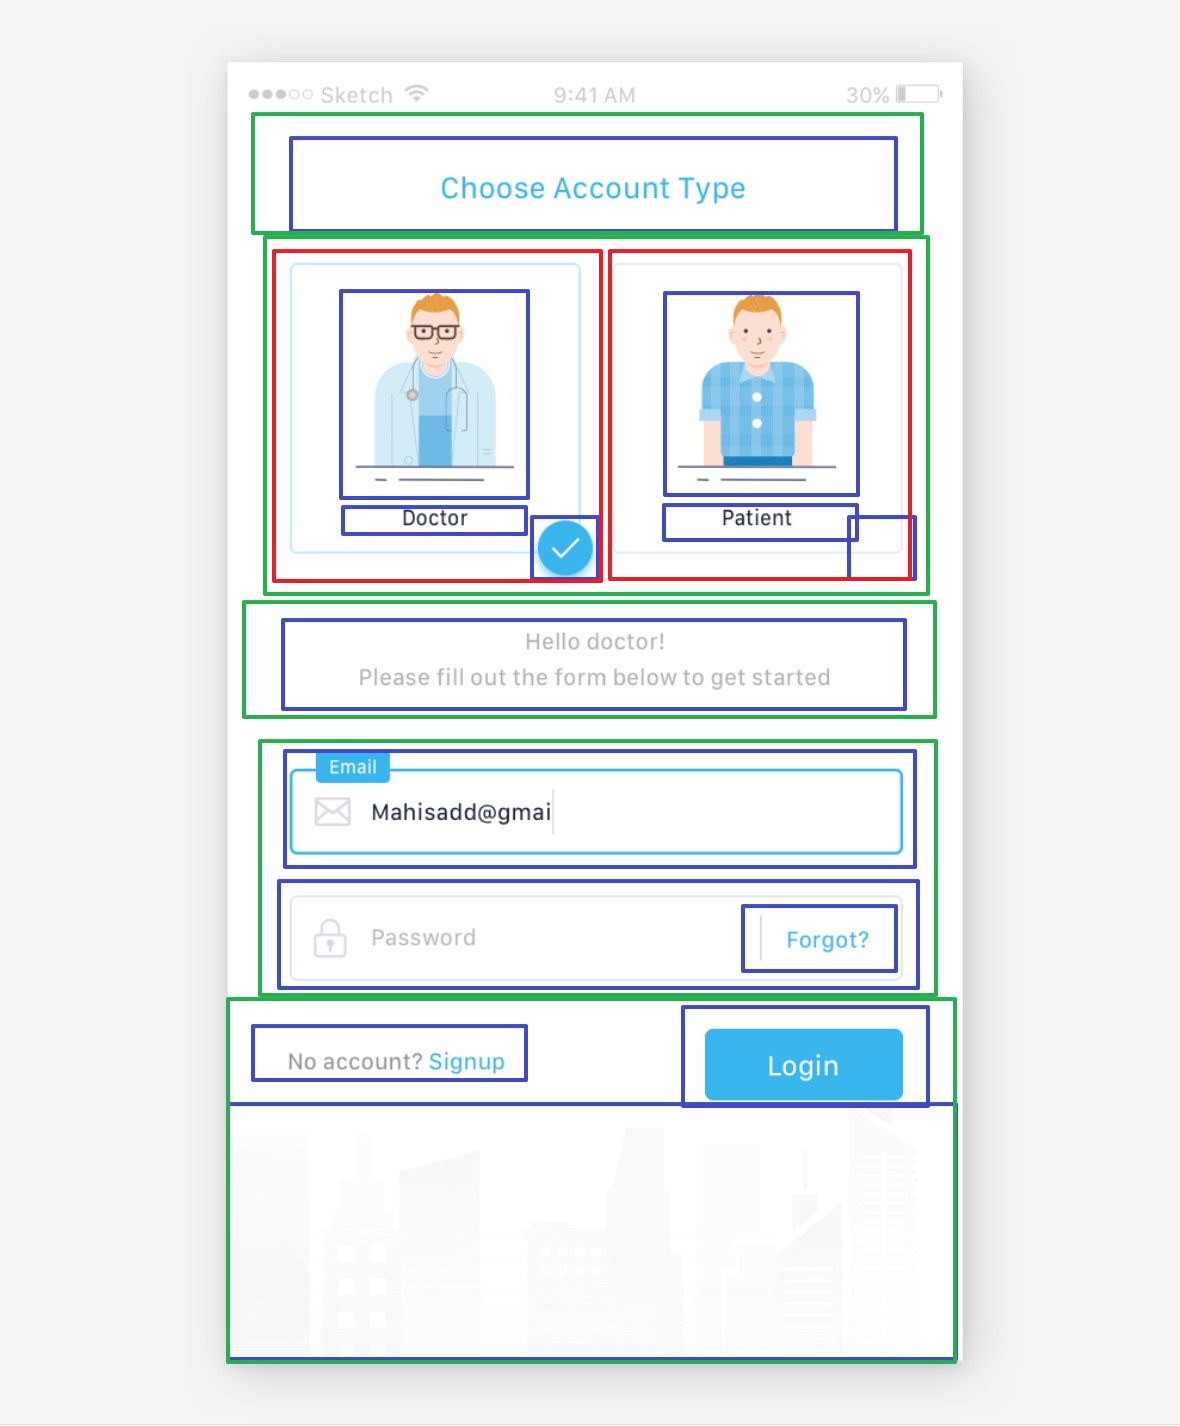 Sketch 9:41 AM 30%
Choose Account Type
Doctor Patient
Hello doctor!
Please fill out the form below to get started
Email
Mahisadd@gmai
Password Forgot?
No account? Signup Login